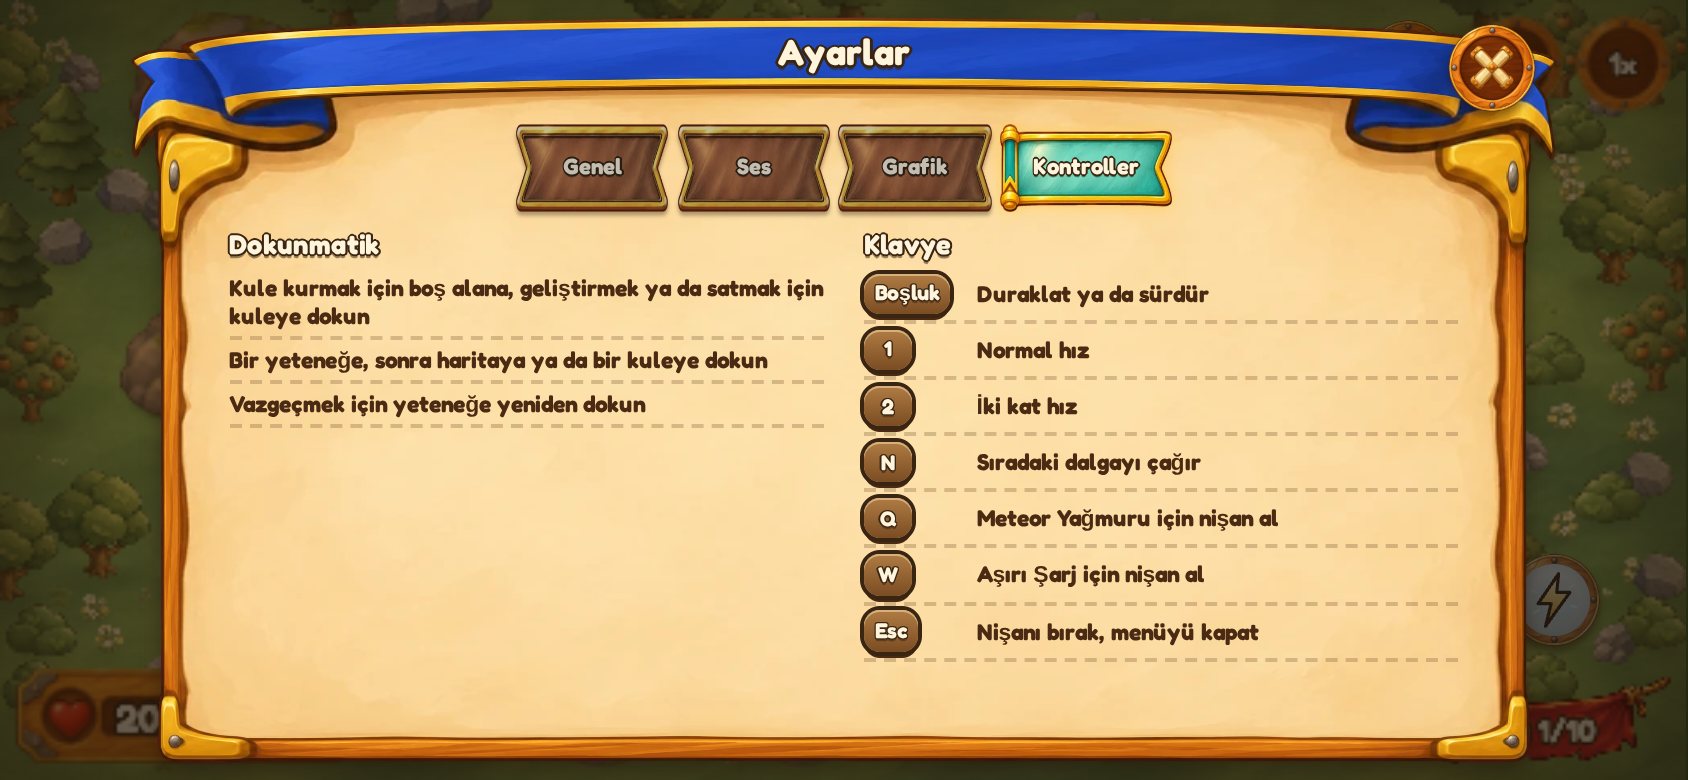 Ayarlar
1x
Genel
Ses
Grafik
Kontroller
Dokunmatik
Kule kurmak için boş alana, geliştirmek ya da satmak için
kuleye dokun
Bir yeteneğe, sonra haritaya ya da bir kuleye dokun
Vazgeçmek için yeteneğe yeniden dokun
Klavye
Boşluk Duraklat ya da sürdür
1 Normal hız
2 İki kat hız
N Sıradaki dalgayı çağır
Q Meteor Yağmuru için nişan al
W Aşırı Şarj için nişan al
Esc Nişanı bırak, menüyü kapat
20
1/10